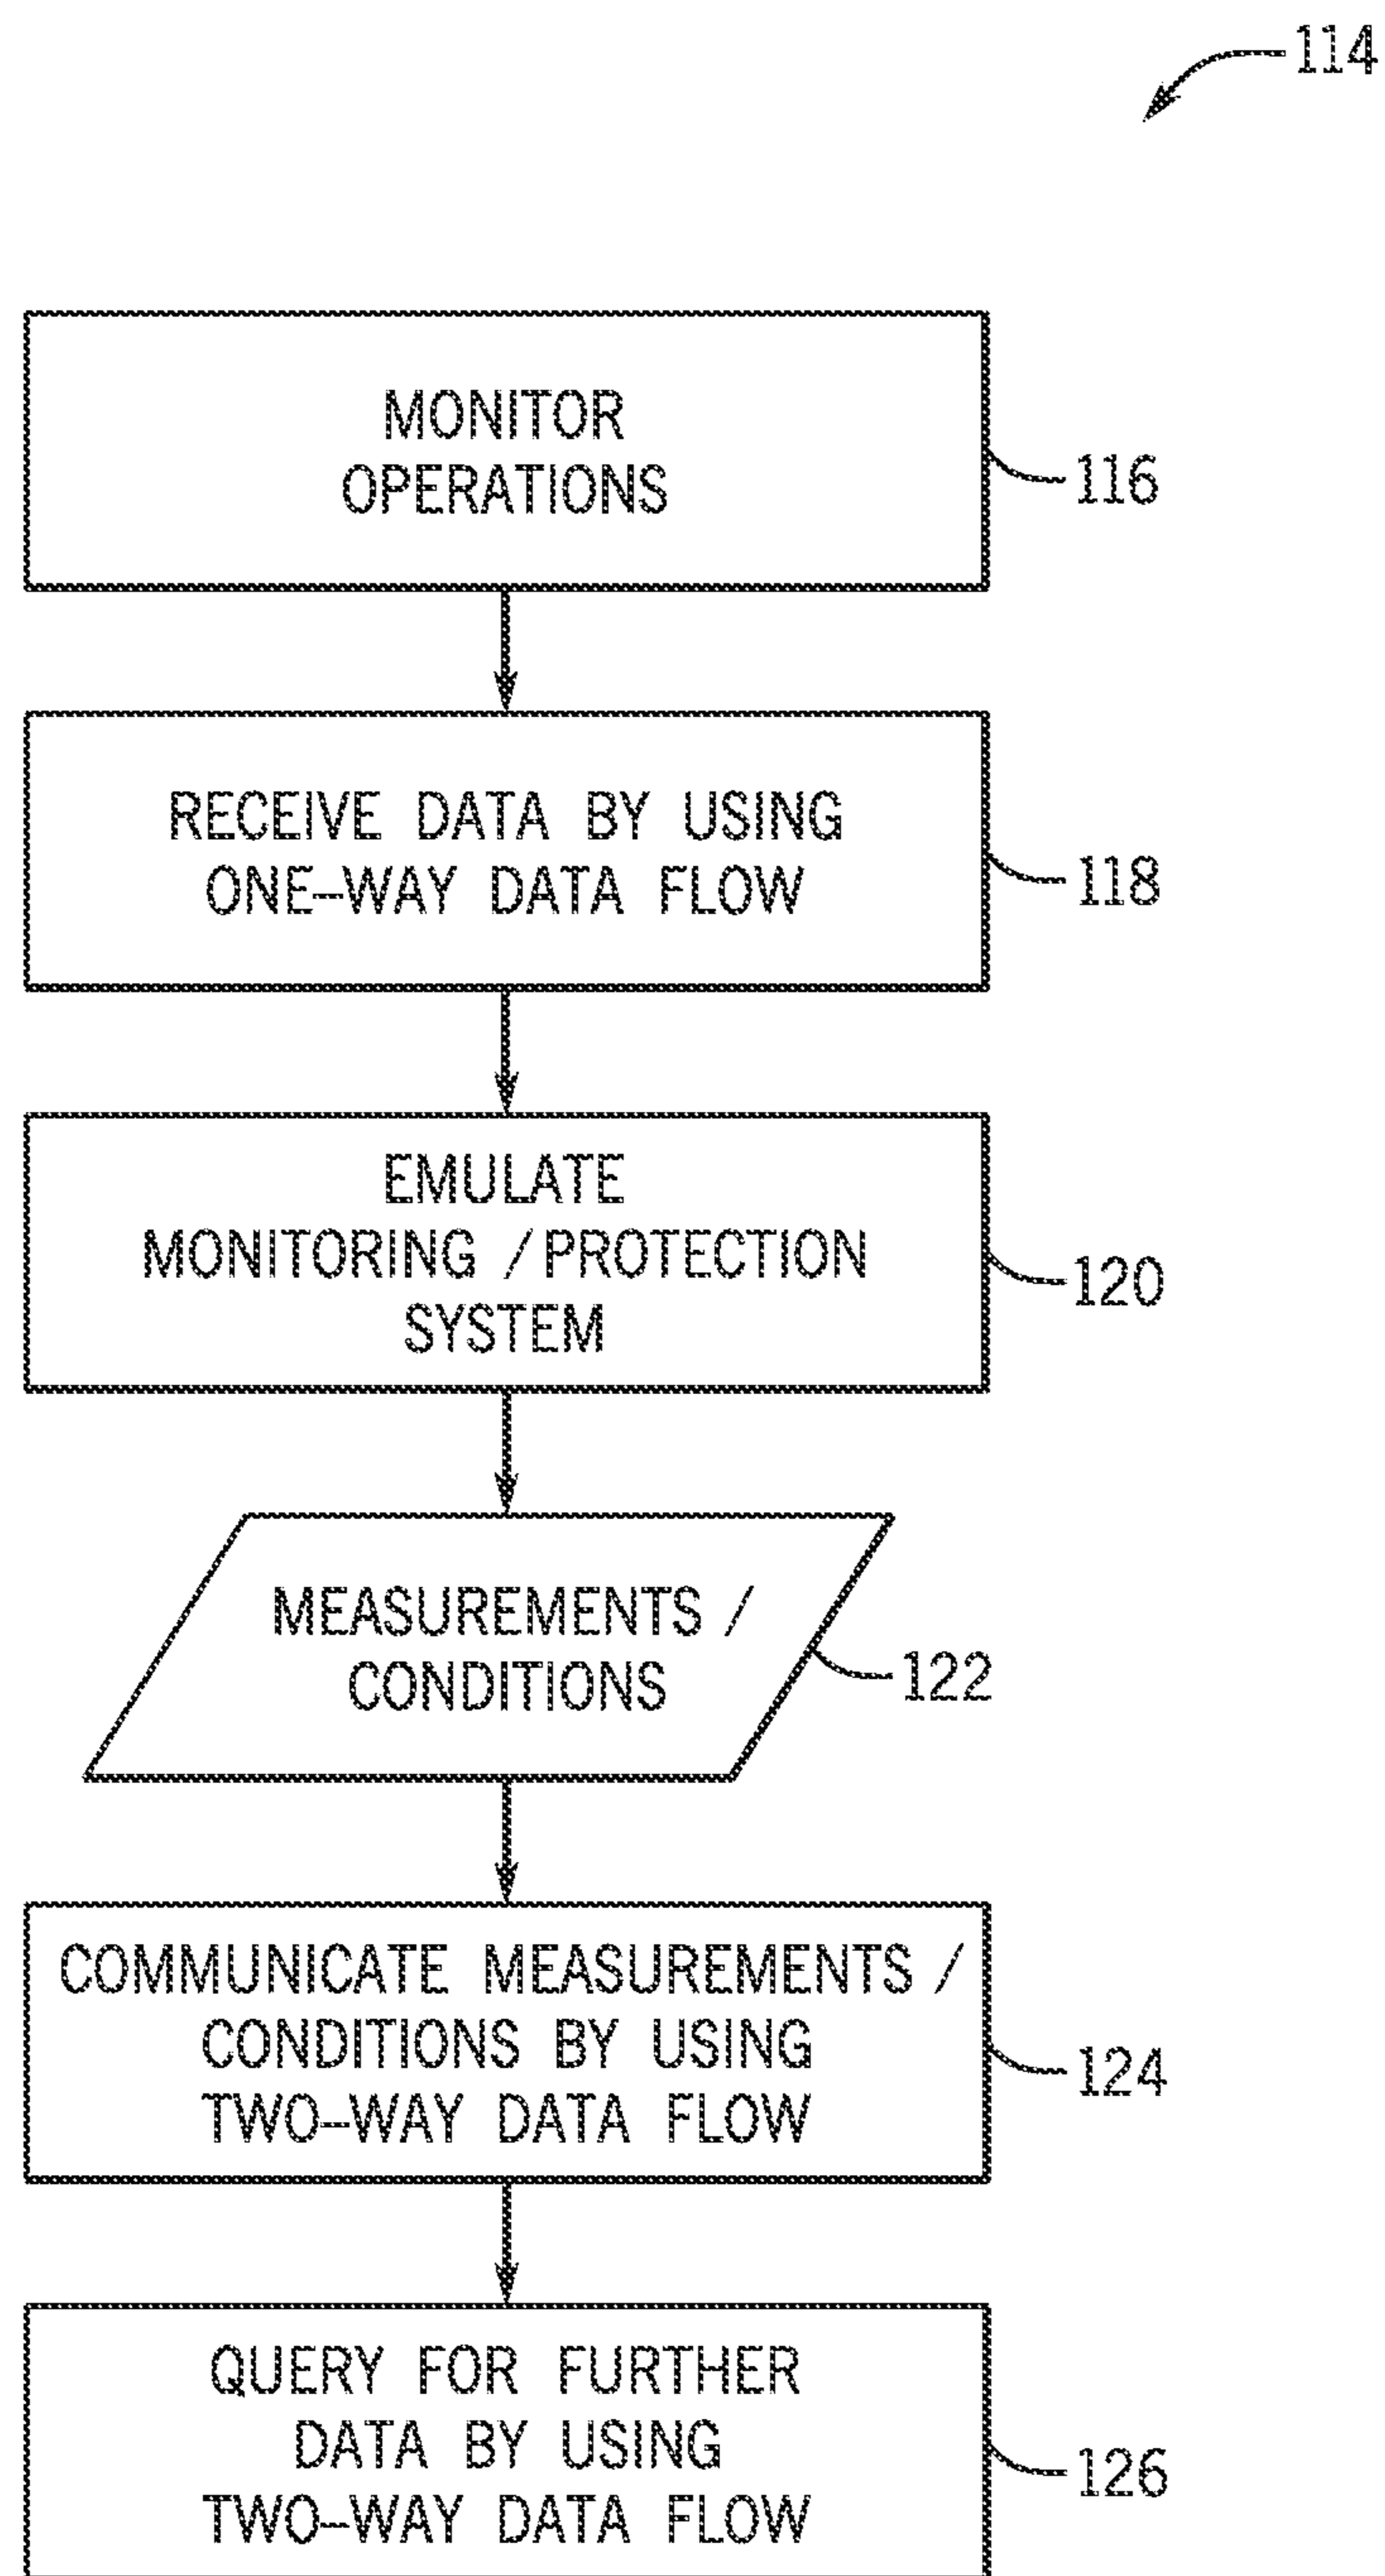 114
MONITOR
OPERATIONS
116
RECEIVE DATA BY USING
ONE-WAY DATA FLOW
118
EMULATE
MONITORING / PROTECTION
SYSTEM
120
MEASUREMENTS /
CONDITIONS
122
COMMUNICATE MEASUREMENTS /
CONDITIONS BY USING
TWO-WAY DATA FLOW
124
QUERY FOR FURTHER
DATA BY USING
TWO-WAY DATA FLOW
126